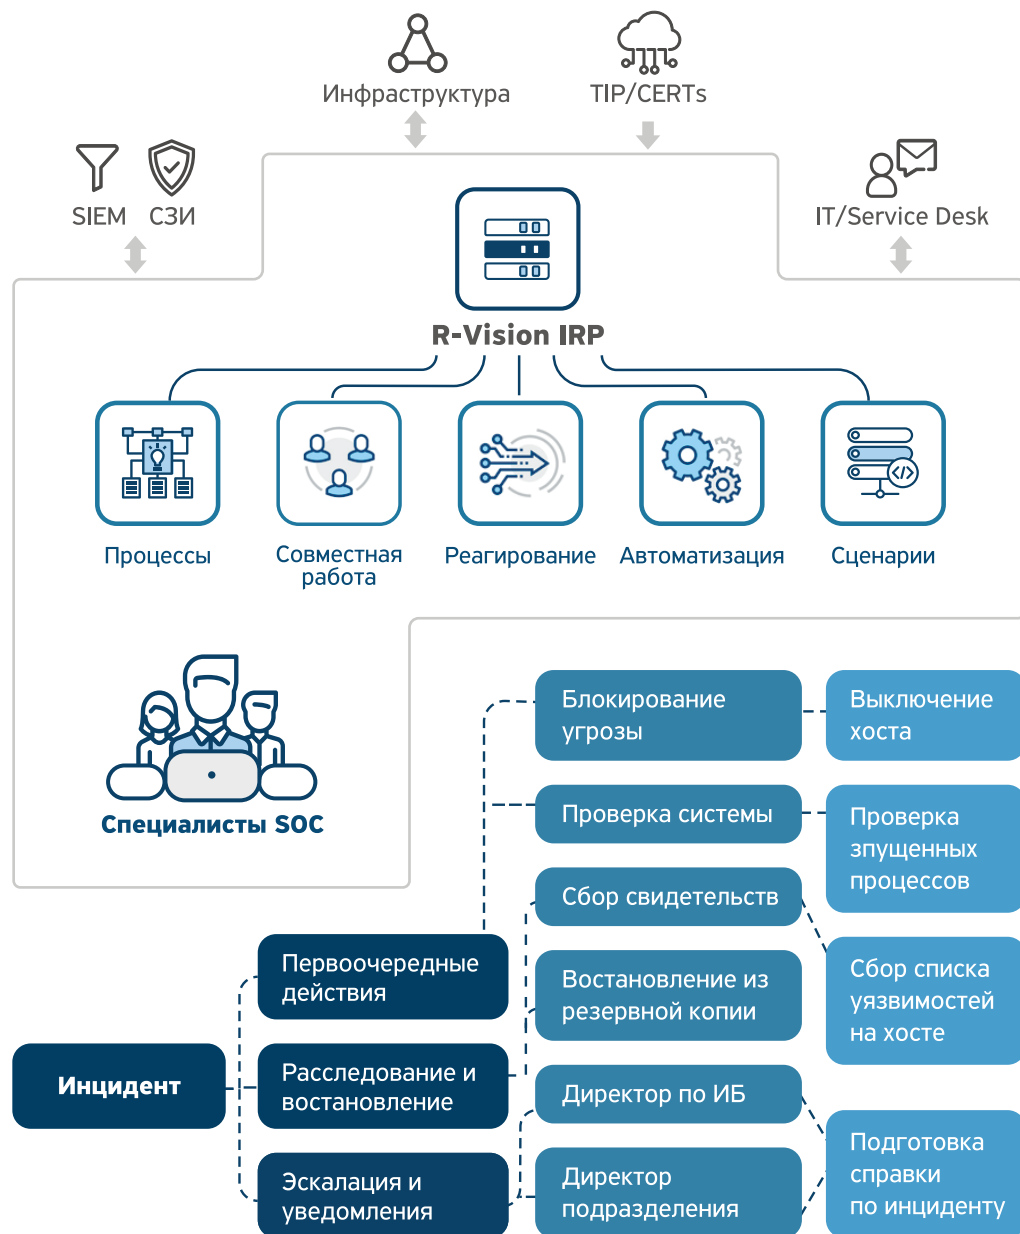 Инфраструктура
TIP/CERTs
SIEM
СЗИ
IT/Service Desk
R-Vision IRP
Процессы
Совместная
работа
Реагирование
Автоматизация
Сценарии
Специалисты SOC
Блокирование
угрозы
Выключение
хоста
Проверка системы
Проверка
зпущенных
процессов
Сбор свидетельств
Первоочередные
действия
Востановление из
резервной копии
Сбор списка
уязвимостей
на хосте
Инцидент
Расследование и
востановление
Директор по ИБ
Эскалация и
уведомления
Директор
подразделения
Подготовка
справки
по инциденту